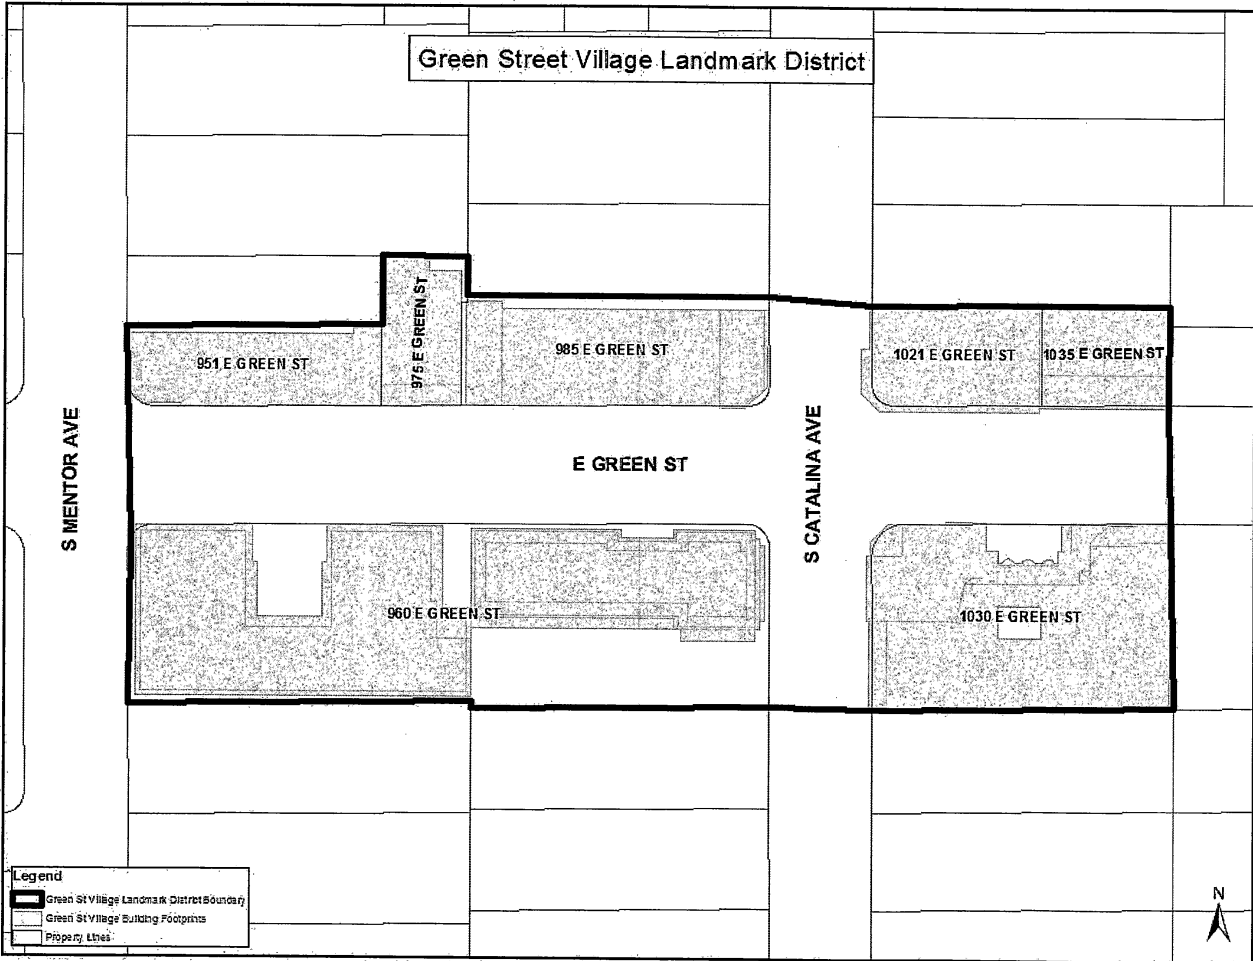 Green Street Village Landmark District
975 E GREEN ST
951 E GREEN ST
985 E GREEN ST
1021 E GREEN ST
1035 E GREEN ST
S MENTOR AVE
E GREEN ST
S CATALINA AVE
960 E GREEN ST
1030 E GREEN ST
Legend
Green St Village Landmark District Boundary
Green St Village Building Footprints
Property Lines
N